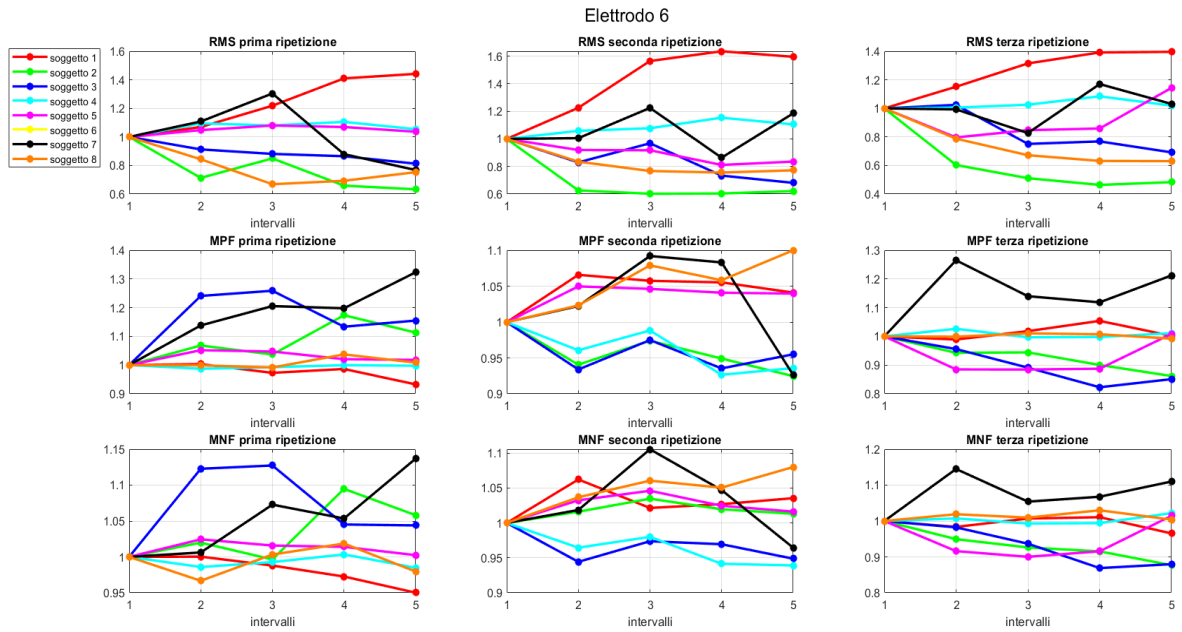 Elettrodo 6
soggetto 1
soggetto 2
soggetto 3
soggetto 4
soggetto 5
soggetto 6
soggetto 7
soggetto 8
RMS prima ripetizione
1.6
1.4
1.2
1
0.8
0.6
1 2 3 4 5
intervalli
RMS seconda ripetizione
1.6
1.4
1.2
1
0.8
0.6
1 2 3 4 5
intervalli
RMS terza ripetizione
1.4
1.2
1
0.8
0.6
0.4
1 2 3 4 5
intervalli
MPF prima ripetizione
1.4
1.3
1.2
1.1
1
0.9
1 2 3 4 5
intervalli
MPF seconda ripetizione
1.1
1.05
1
0.95
0.9
1 2 3 4 5
intervalli
MPF terza ripetizione
1.3
1.2
1.1
1
0.9
0.8
1 2 3 4 5
intervalli
MNF prima ripetizione
1.15
1.1
1.05
1
0.95
1 2 3 4 5
intervalli
MNF seconda ripetizione
1.1
1.05
1
0.95
0.9
1 2 3 4 5
intervalli
MNF terza ripetizione
1.2
1.1
1
0.9
0.8
1 2 3 4 5
intervalli